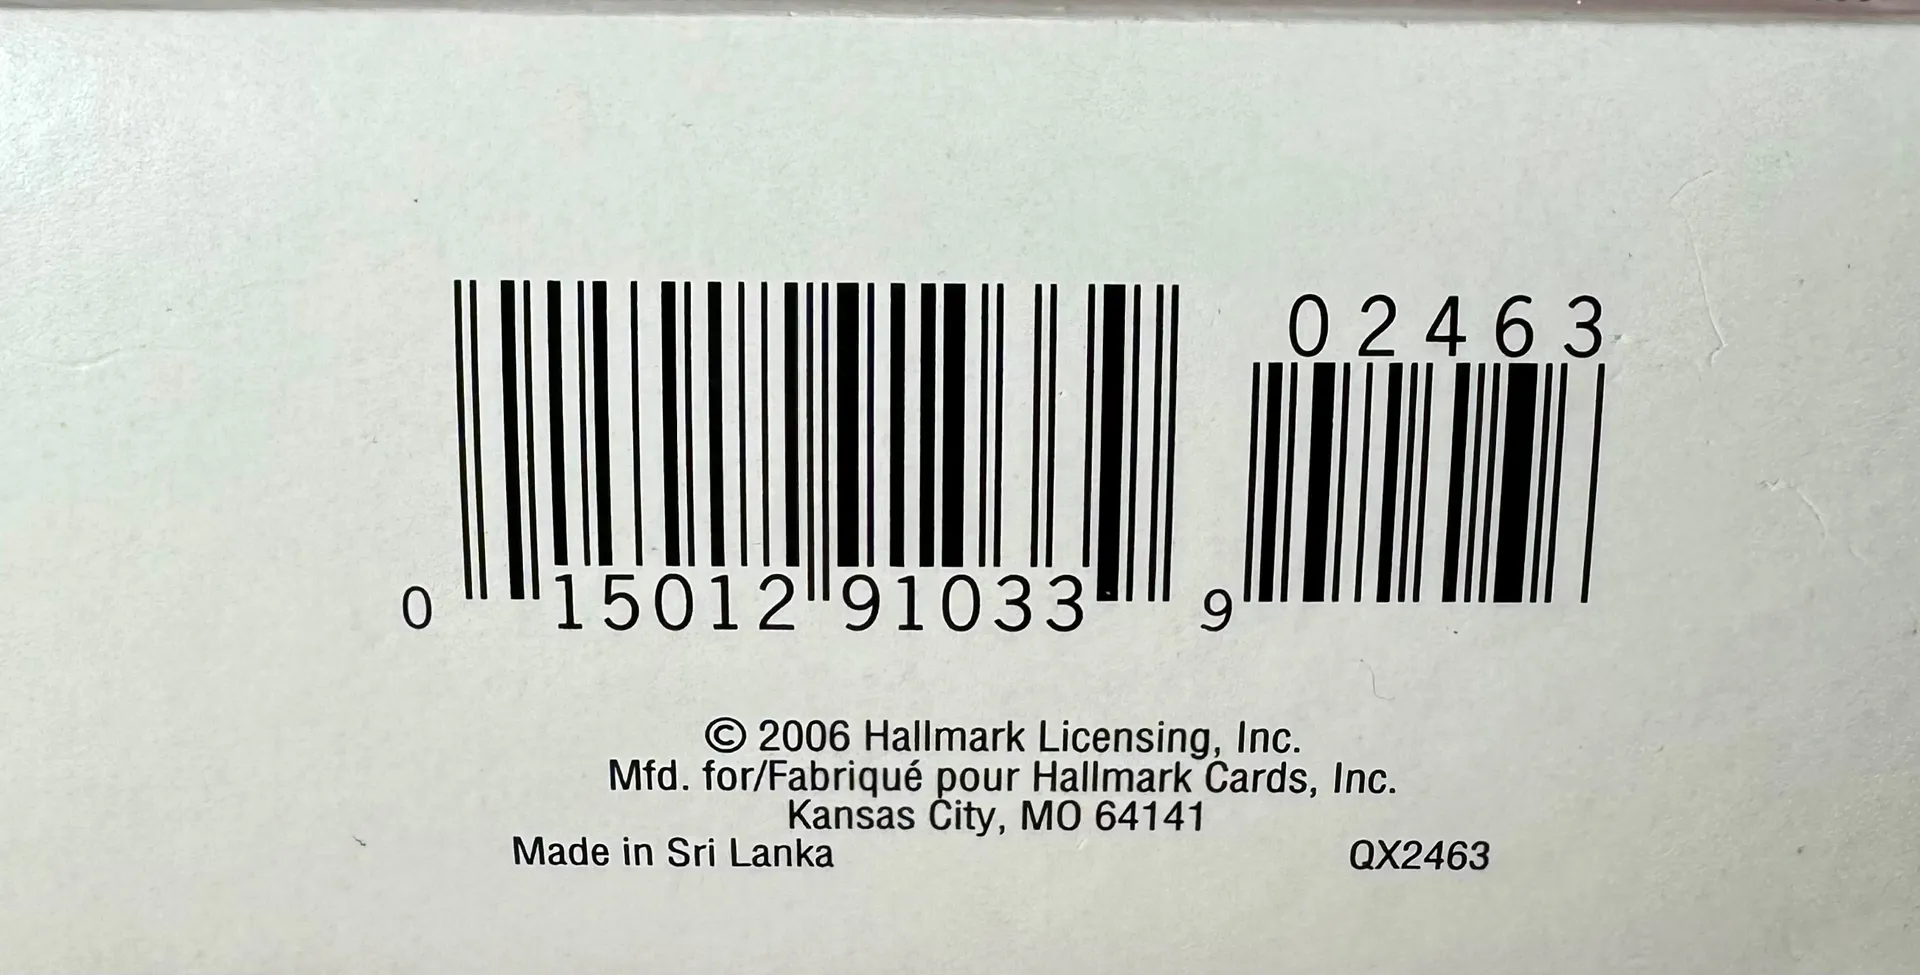 02463
0 15012 91033 9
© 2006 Hallmark Licensing, Inc.
Mfd. for/Fabriqué pour Hallmark Cards, Inc.
Kansas City, MO 64141
Made in Sri Lanka QX2463